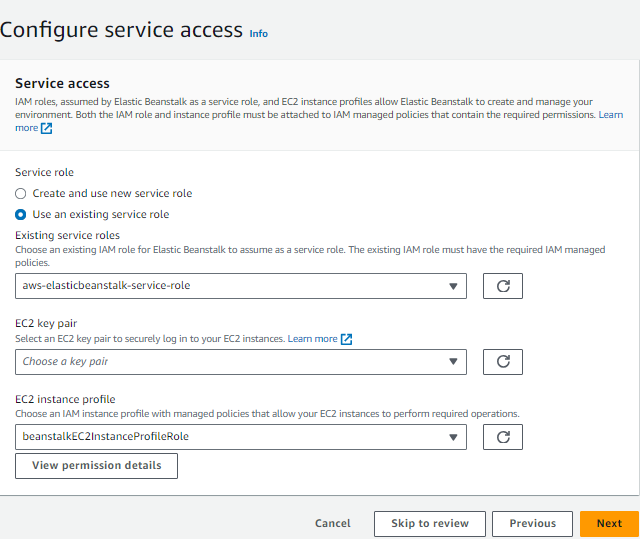 Configure service access Info
Service access
IAM roles, assumed by Elastic Beanstalk as a service role, and EC2 instance profiles allow Elastic Beanstalk to create and manage your
environment. Both the IAM role and instance profile must be attached to IAM managed policies that contain the required permissions. Learn
more
Service role
Create and use new service role
Use an existing service role
Existing service roles
Choose an existing IAM role for Elastic Beanstalk to assume as a service role. The existing IAM role must have the required IAM managed
policies.
aws-elasticbeanstalk-service-role
EC2 key pair
Select an EC2 key pair to securely log in to your EC2 instances. Learn more
Choose a key pair
EC2 instance profile
Choose an IAM instance profile with managed policies that allow your EC2 instances to perform required operations.
beanstalkEC2InstanceProfileRole
View permission details
Cancel Skip to review Previous Next